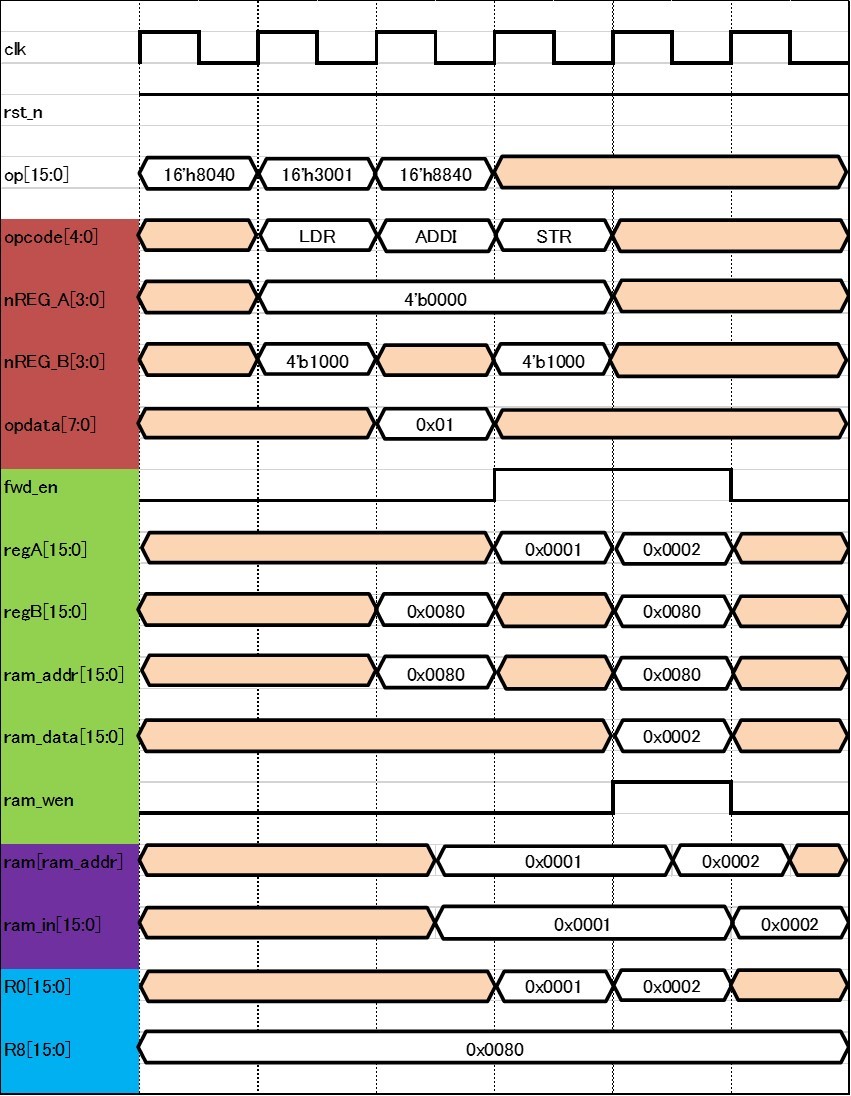 clk
rst_n
op[15:0] 16'h8040 16'h3001 16'h8840
opcode[4:0] LDR ADDI STR
nREG_A[3:0] 4'b0000
nREG_B[3:0] 4'b1000 4'b1000
opdata[7:0] 0x01
fwd_en
regA[15:0] 0x0001 0x0002
regB[15:0] 0x0080 0x0080
ram_addr[15:0] 0x0080 0x0080
ram_data[15:0] 0x0002
ram_wen
ram[ram_addr] 0x0001 0x0002
ram_in[15:0] 0x0001 0x0002
R0[15:0] 0x0001 0x0002
R8[15:0] 0x0080